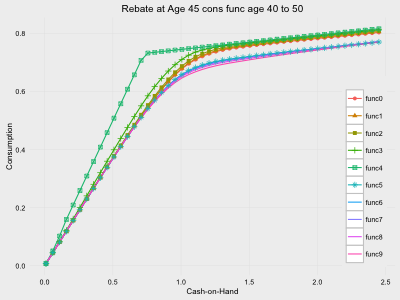 Rebate at Age 45 cons func age 40 to 50
Consumption
0.8
0.6
0.4
0.2
0.0
0.0 0.5 1.0 1.5 2.0 2.5
Cash-on-Hand
func0
func1
func2
func3
func4
func5
func6
func7
func8
func9